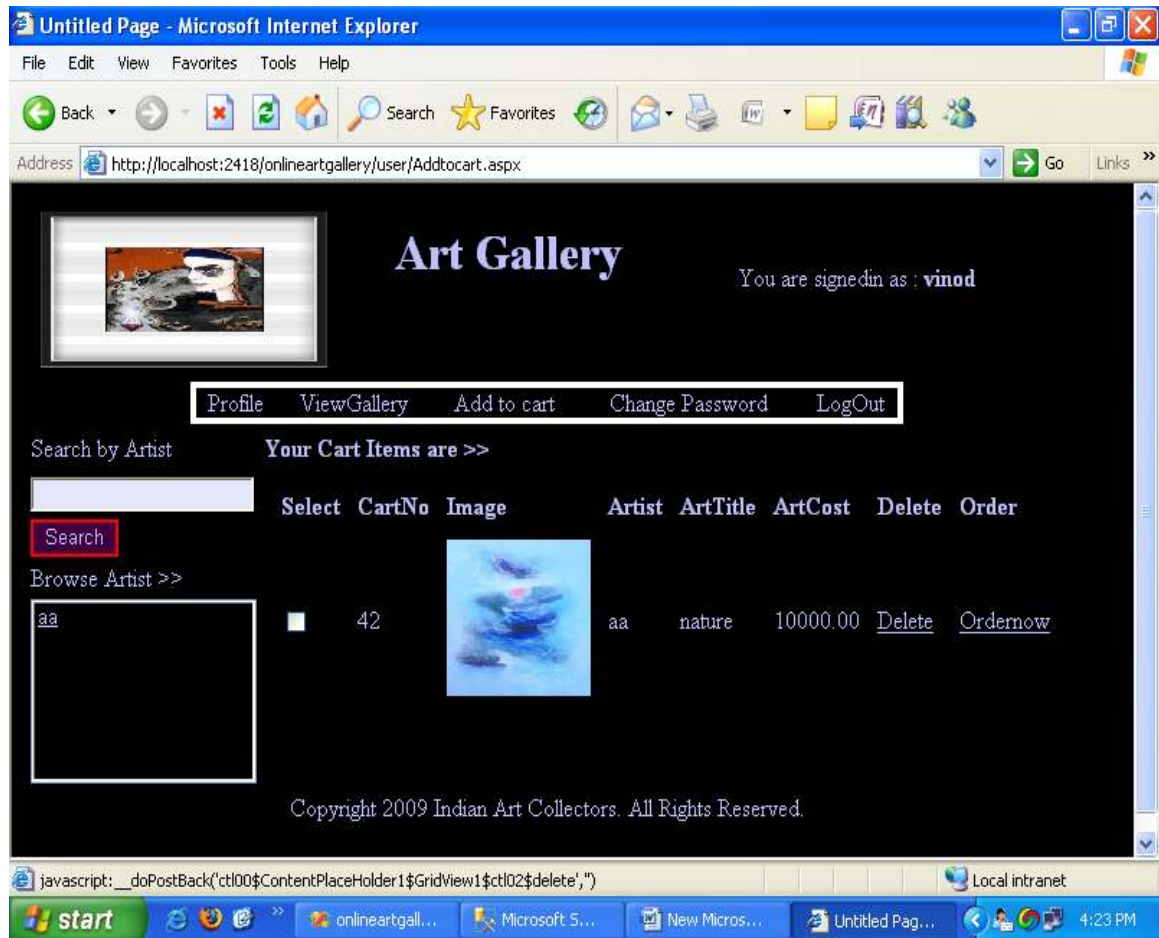 Untitled Page - Microsoft Internet Explorer
File Edit View Favorites Tools Help
Back Search Favorites
Address http://localhost:2418/onlineartgallery/user/Addtocart.aspx Go Links »
Art Gallery
You are signedin as : vinod
Profile ViewGallery Add to cart Change Password LogOut
Search by Artist
Your Cart Items are >>
Select CartNo Image Artist ArtTitle ArtCost Delete Order
Search
Browse Artist >>
aa
42 aa nature 10000.00 Delete Ordernow
Copyright 2009 Indian Art Collectors. All Rights Reserved.
javascript:__doPostBack('ctl00$ContentPlaceHolder1$GridView1$ctl02$delete','') Local intranet
start » onlineartgall... Microsoft S... New Micros... Untitled Pag... 4:23 PM